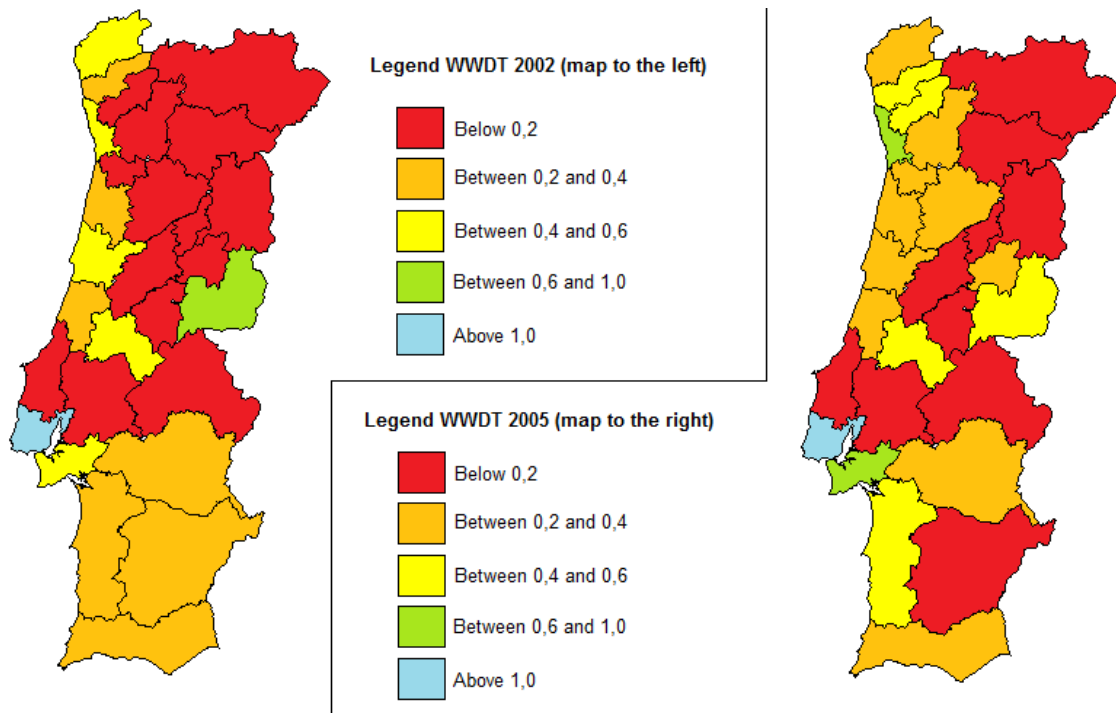 Legend WWDT 2002 (map to the left)
Below 0,2
Between 0,2 and 0,4
Between 0,4 and 0,6
Between 0,6 and 1,0
Above 1,0
Legend WWDT 2005 (map to the right)
Below 0,2
Between 0,2 and 0,4
Between 0,4 and 0,6
Between 0,6 and 1,0
Above 1,0